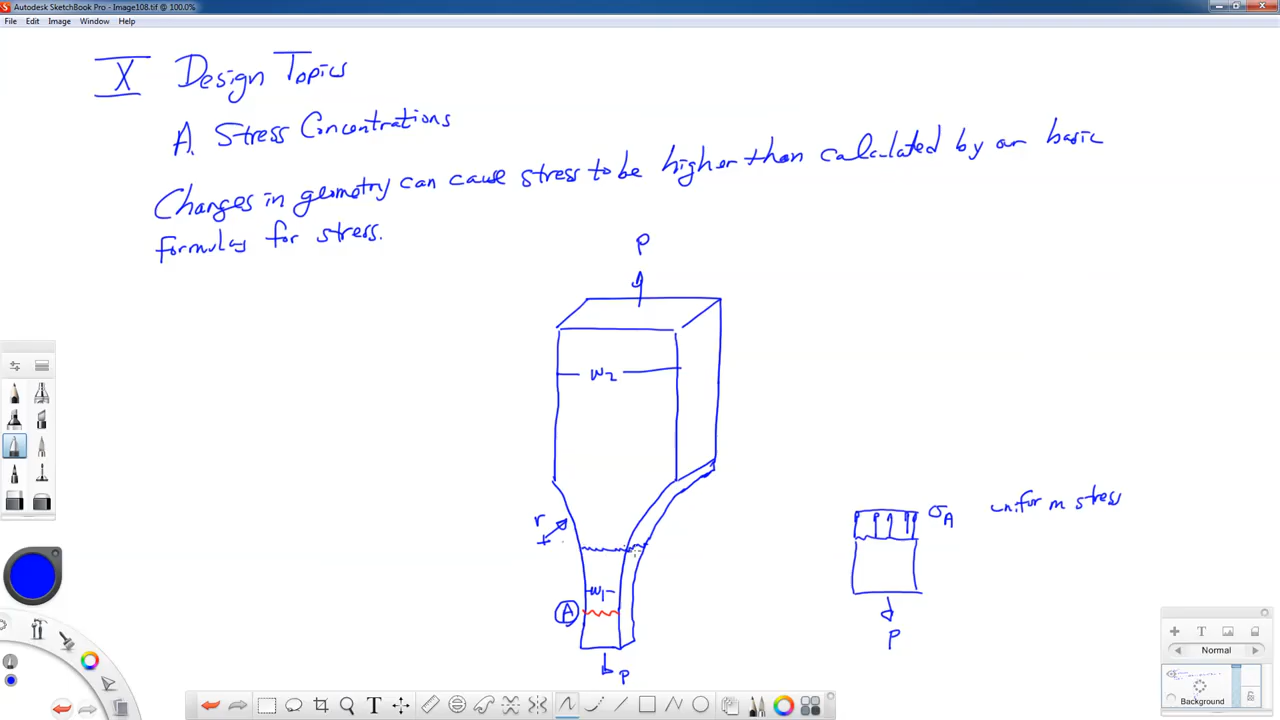 Autodesk SketchBook Pro - Image108.tif @ 100.0%
File Edit Image Window Help
X Design Topics
A. Stress Concentrations
Changes in geometry can cause stress to be higher than calculated by our basic
formulas for stress.
P
w2
r
w1
A
P
σA uniform stress
P
Normal
Background